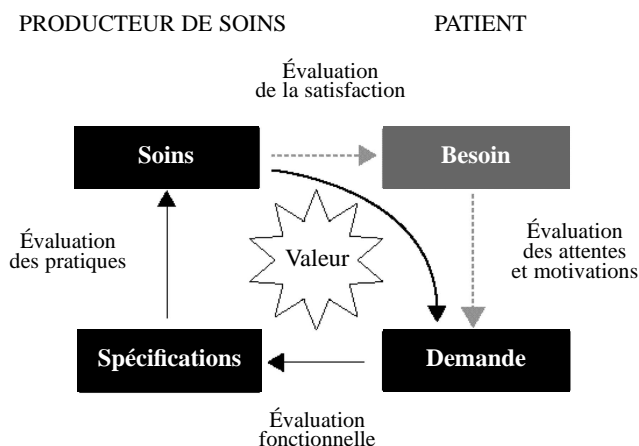 PRODUCTEUR DE SOINS
PATIENT
Évaluation
de la satisfaction
Soins
Besoin
Évaluation
des pratiques
Valeur
Évaluation
des attentes
et motivations
Spécifications
Demande
Évaluation
fonctionnelle